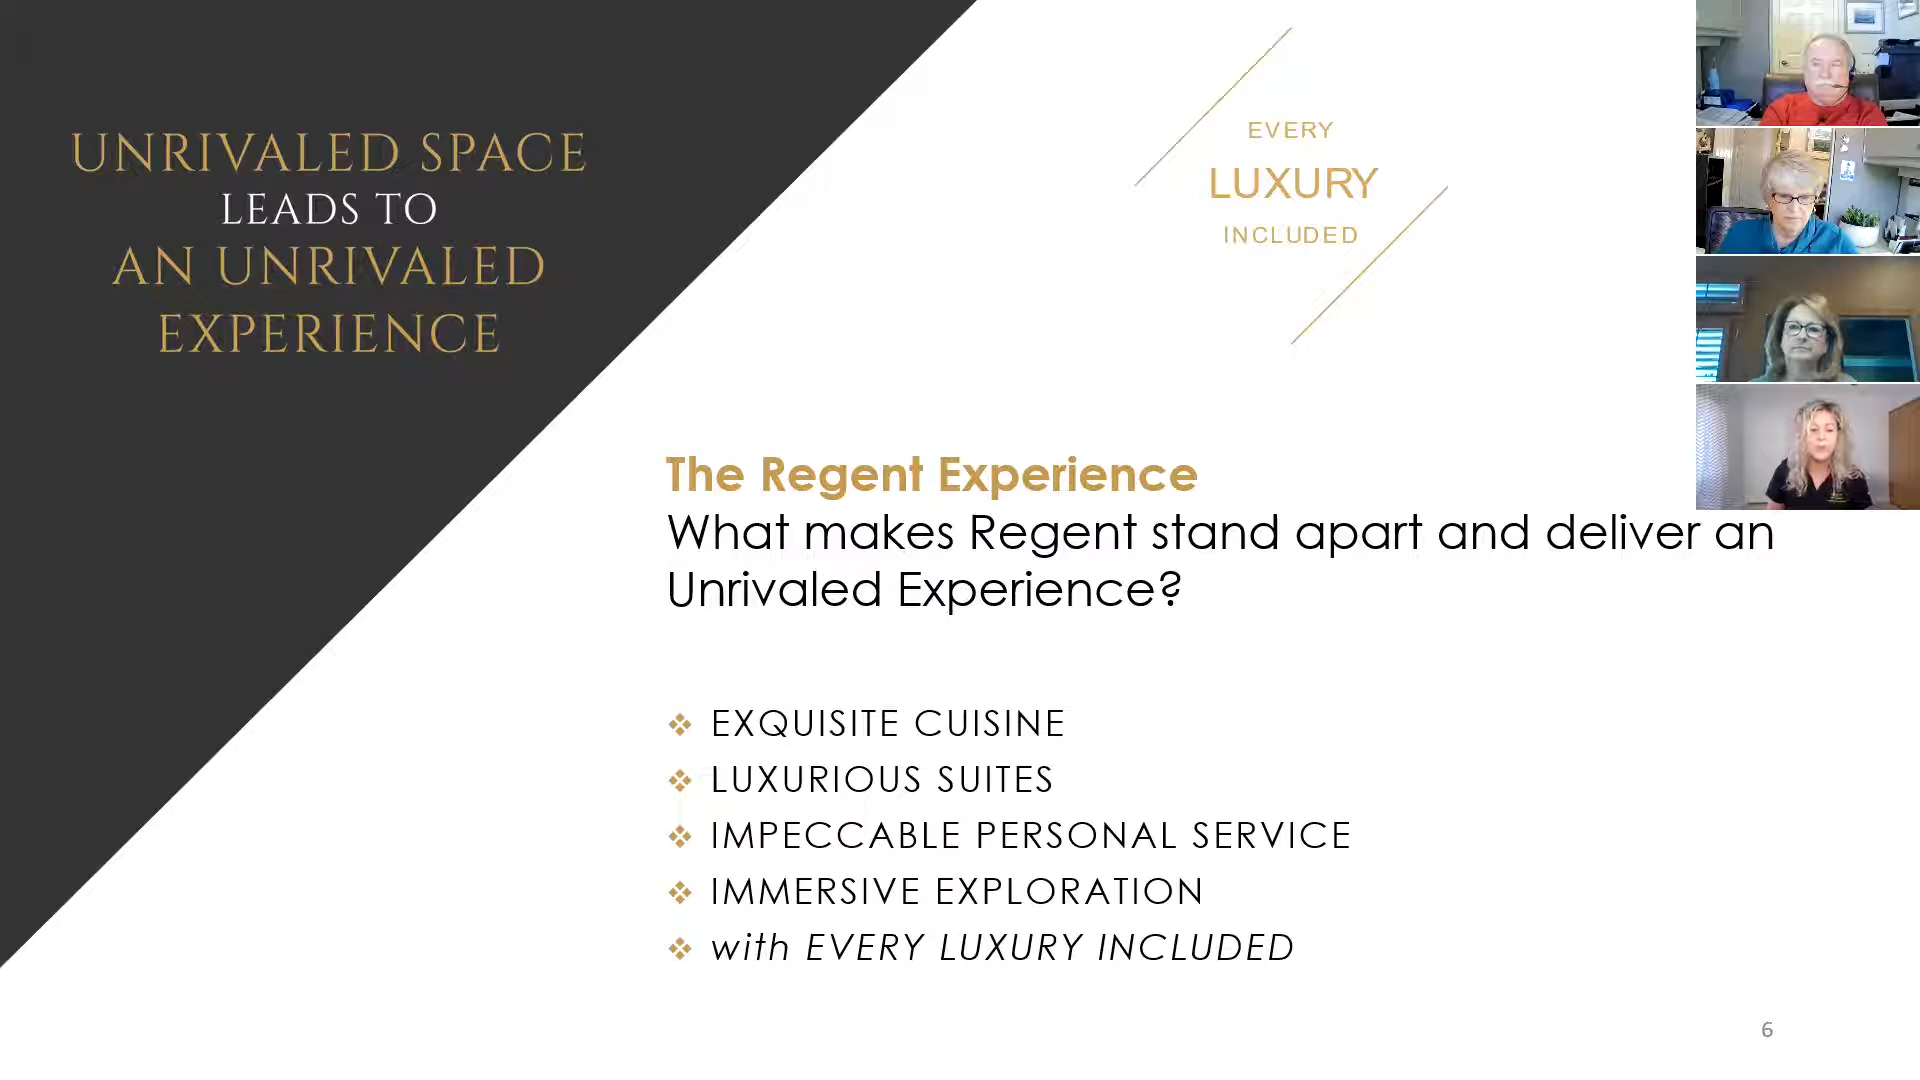 UNRIVALED SPACE
LEADS TO
AN UNRIVALED
EXPERIENCE
EVERY
LUXURY
INCLUDED
The Regent Experience
What makes Regent stand apart and deliver an
Unrivaled Experience?
❖ EXQUISITE CUISINE
❖ LUXURIOUS SUITES
❖ IMPECCABLE PERSONAL SERVICE
❖ IMMERSIVE EXPLORATION
❖ with EVERY LUXURY INCLUDED
6